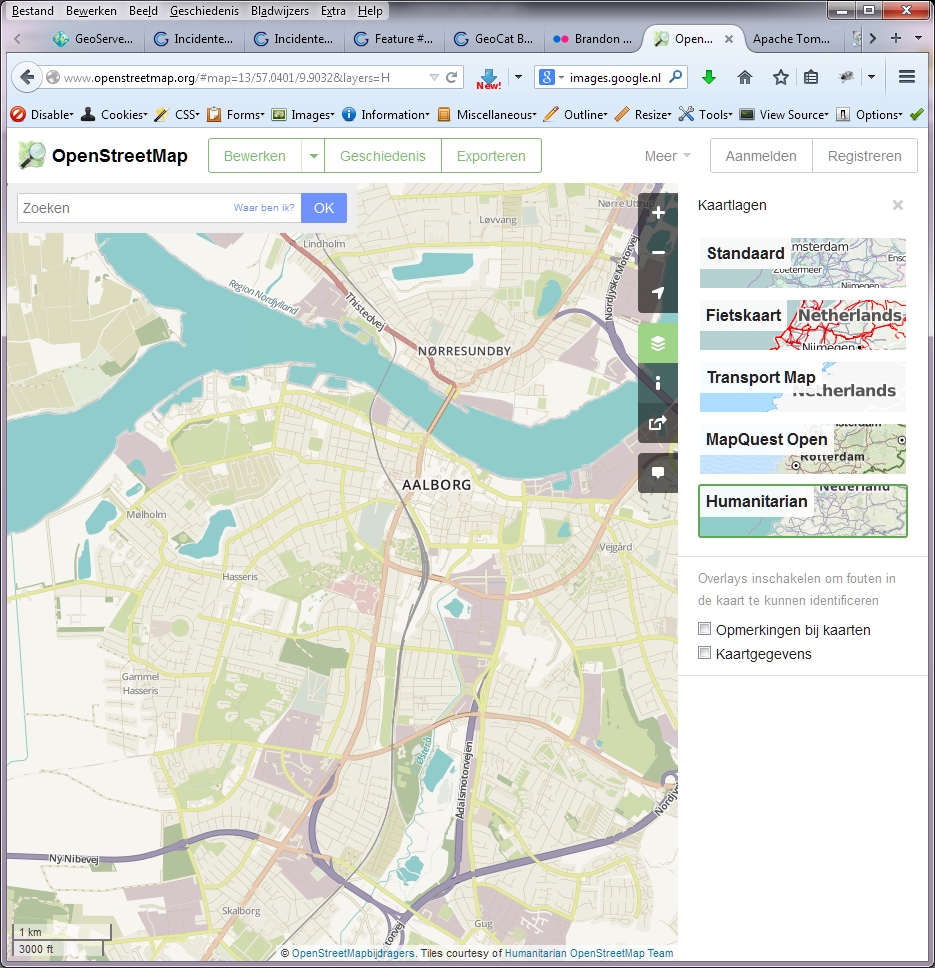 Bestand Bewerken Beeld Geschiedenis Bladwijzers Extra Help
GeoServe... Incidente... Incidente... Feature #... GeoCat B... Brandon ... Open... Apache Tom...
www.openstreetmap.org/#map=13/57.0401/9.9032&layers=H
New!
8 images.google.nl
Disable Cookies CSS Forms Images Information Miscellaneous Outline Resize Tools View Source Options
OpenStreetMap
Bewerken Geschiedenis Exporteren
Meer Aanmelden Registreren
Zoeken Waar ben ik? OK
Kaartlagen
Standaard
msterdam
Zoetermeer
Nijmegen
Ensc
Fietskaart
Netherlands
Nijmegen
Transport Map
Netherlands
MapQuest Open
Rotterdam
Humanitarian
Nederland
Overlays inschakelen om fouten in
de kaart te kunnen identificeren
Opmerkingen bij kaarten
Kaartgegevens
Nørre Uttrup
Løvvang
Lindholm
Region Nordjylland
Thistedvej
Nordjyske Motorvej
NØRRESUNDBY
AALBORG
Mølholm
Vejgård
Hasseris
Gammel
Hasseris
Østerå
Adalsmotorvejen
Nordjy
Ny Nibevej
Skalborg
Gug
1 km
3000 ft
© OpenStreetMapbijdragers. Tiles courtesy of Humanitarian OpenStreetMap Team